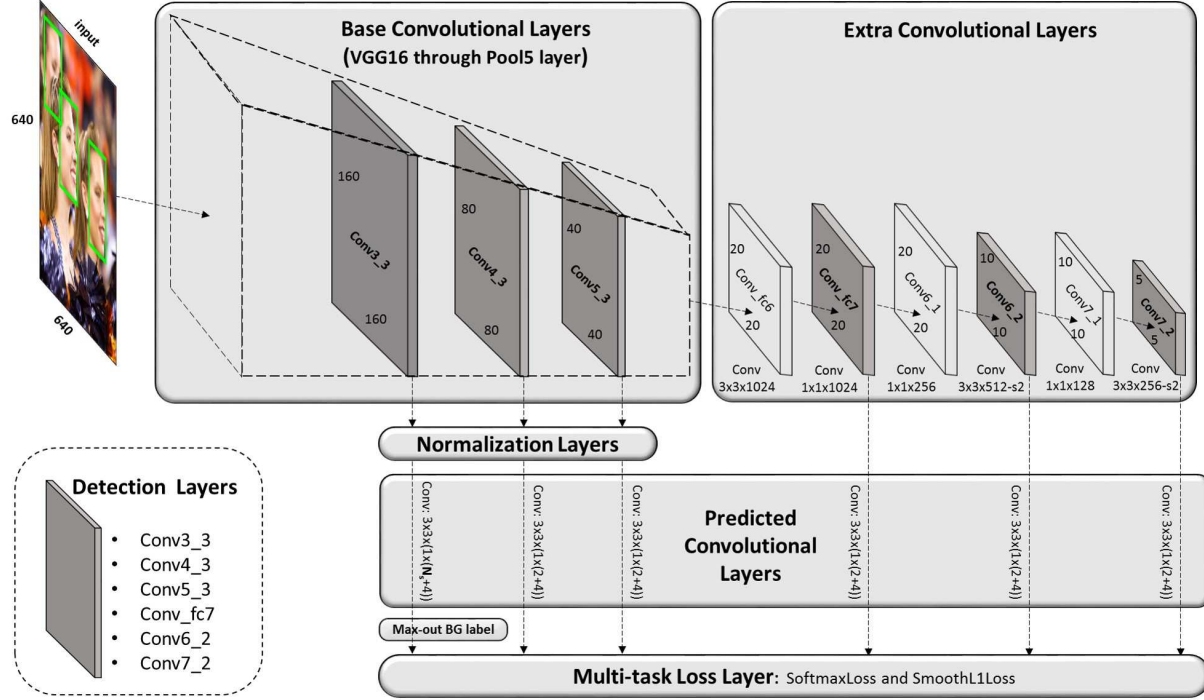 input
640
640
Base Convolutional Layers
(VGG16 through Pool5 layer)
160
Conv3_3
160
80
Conv4_3
80
40
Conv5_3
40
Extra Convolutional Layers
20
Conv_fc6
20
20
Conv_fc7
20
20
Conv6_1
20
10
Conv6_2
10
10
Conv7_1
10
5
Conv7_2
5
Conv
3x3x1024
Conv
1x1x1024
Conv
1x1x256
Conv
3x3x512-s2
Conv
1x1x128
Conv
3x3x256-s2
Normalization Layers
Detection Layers
• Conv3_3
• Conv4_3
• Conv5_3
• Conv_fc7
• Conv6_2
• Conv7_2
Conv: 3x3x(1x(Ns+4))
Conv: 3x3x(1x(2+4))
Conv: 3x3x(1x(2+4))
Predicted
Convolutional
Layers
Conv: 3x3x(1x(2+4))
Conv: 3x3x(1x(2+4))
Conv: 3x3x(1x(2+4))
Max-out BG label
Multi-task Loss Layer: SoftmaxLoss and SmoothL1Loss